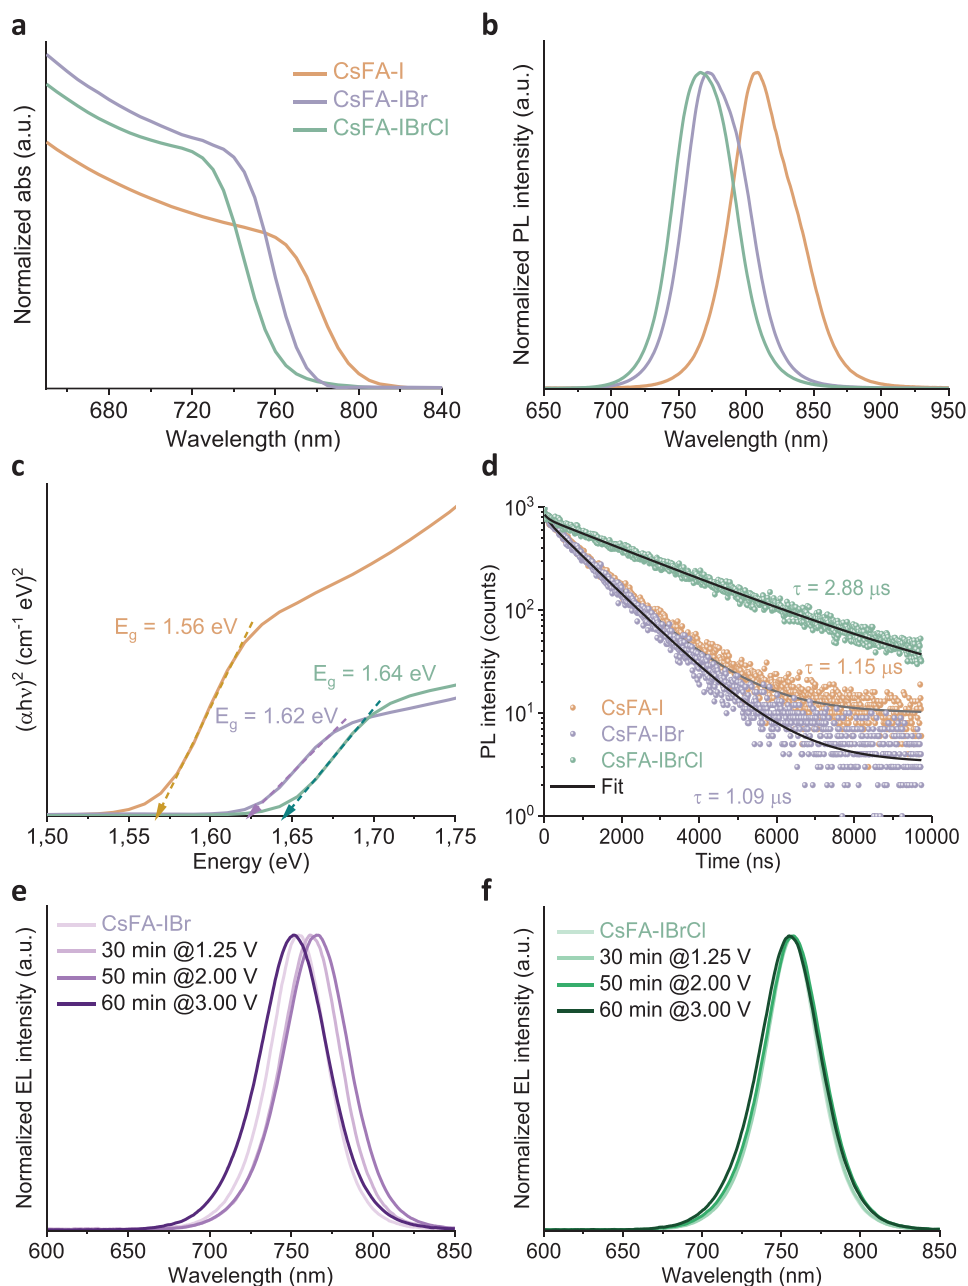 a
Normalized abs (a.u.)
CsFA-I
CsFA-IBr
CsFA-IBrCl
680 720 760 800 840
Wavelength (nm)
b
Normalized PL intensity (a.u.)
650 700 750 800 850 900 950
Wavelength (nm)
c
(αhν)² (cm⁻¹ eV)²
Eg = 1.56 eV
Eg = 1.64 eV
Eg = 1.62 eV
1,50 1,55 1,60 1,65 1,70 1,75
Energy (eV)
d
PL intensity (counts)
10³
10²
10¹
10⁰
τ = 2.88 μs
τ = 1.15 μs
CsFA-I
CsFA-IBr
CsFA-IBrCl
Fit
τ = 1.09 μs
0 2000 4000 6000 8000 10000
Time (ns)
e
Normalized EL intensity (a.u.)
CsFA-IBr
30 min @1.25 V
50 min @2.00 V
60 min @3.00 V
600 650 700 750 800 850
Wavelength (nm)
f
Normalized EL intensity (a.u.)
CsFA-IBrCl
30 min @1.25 V
50 min @2.00 V
60 min @3.00 V
600 650 700 750 800 850
Wavelength (nm)